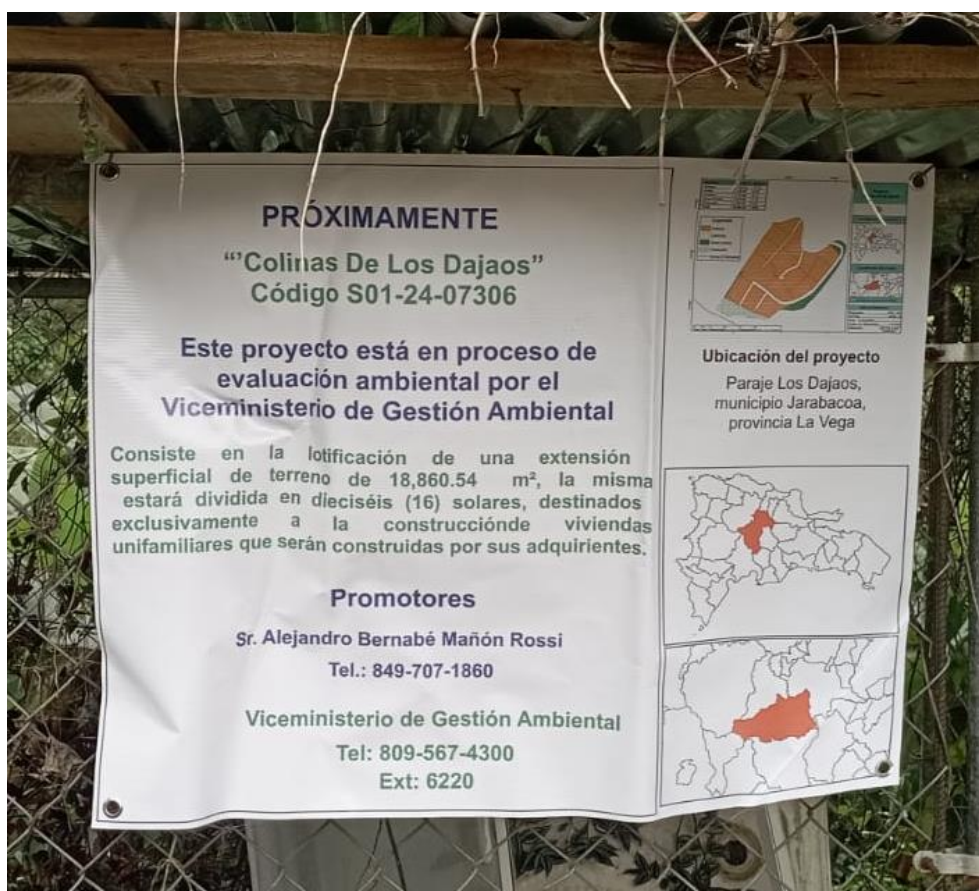 PRÓXIMAMENTE
“’Colinas De Los Dajaos”
Código S01-24-07306
Este proyecto está en proceso de
evaluación ambiental por el
Viceministerio de Gestión Ambiental
Consiste en la lotificación de una extensión
superficial de terreno de 18,860.54 m², la misma
estará dividida en dieciséis (16) solares, destinados
exclusivamente a la construcciónde viviendas
unifamiliares que serán construidas por sus adquirientes.
Promotores
Sr. Alejandro Bernabé Mañón Rossi
Tel.: 849-707-1860
Viceministerio de Gestión Ambiental
Tel: 809-567-4300
Ext: 6220
Ubicación del proyecto
Paraje Los Dajaos,
municipio Jarabacoa,
provincia La Vega